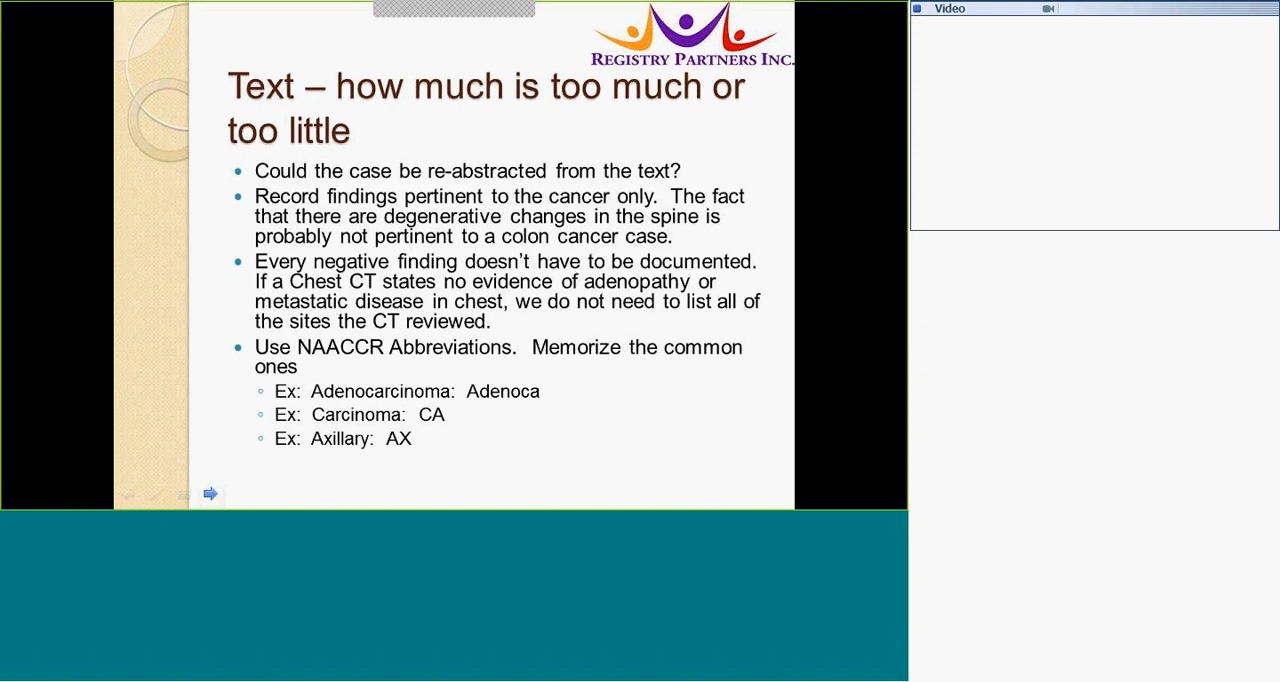 Video
REGISTRY PARTNERS INC.
Text – how much is too much or
too little
• Could the case be re-abstracted from the text?
• Record findings pertinent to the cancer only.  The fact
that there are degenerative changes in the spine is
probably not pertinent to a colon cancer case.
• Every negative finding doesn’t have to be documented.
If a Chest CT states no evidence of adenopathy or
metastatic disease in chest, we do not need to list all of
the sites the CT reviewed.
• Use NAACCR Abbreviations.  Memorize the common
ones
◦ Ex:  Adenocarcinoma:  Adenoca
◦ Ex:  Carcinoma:  CA
◦ Ex:  Axillary:  AX